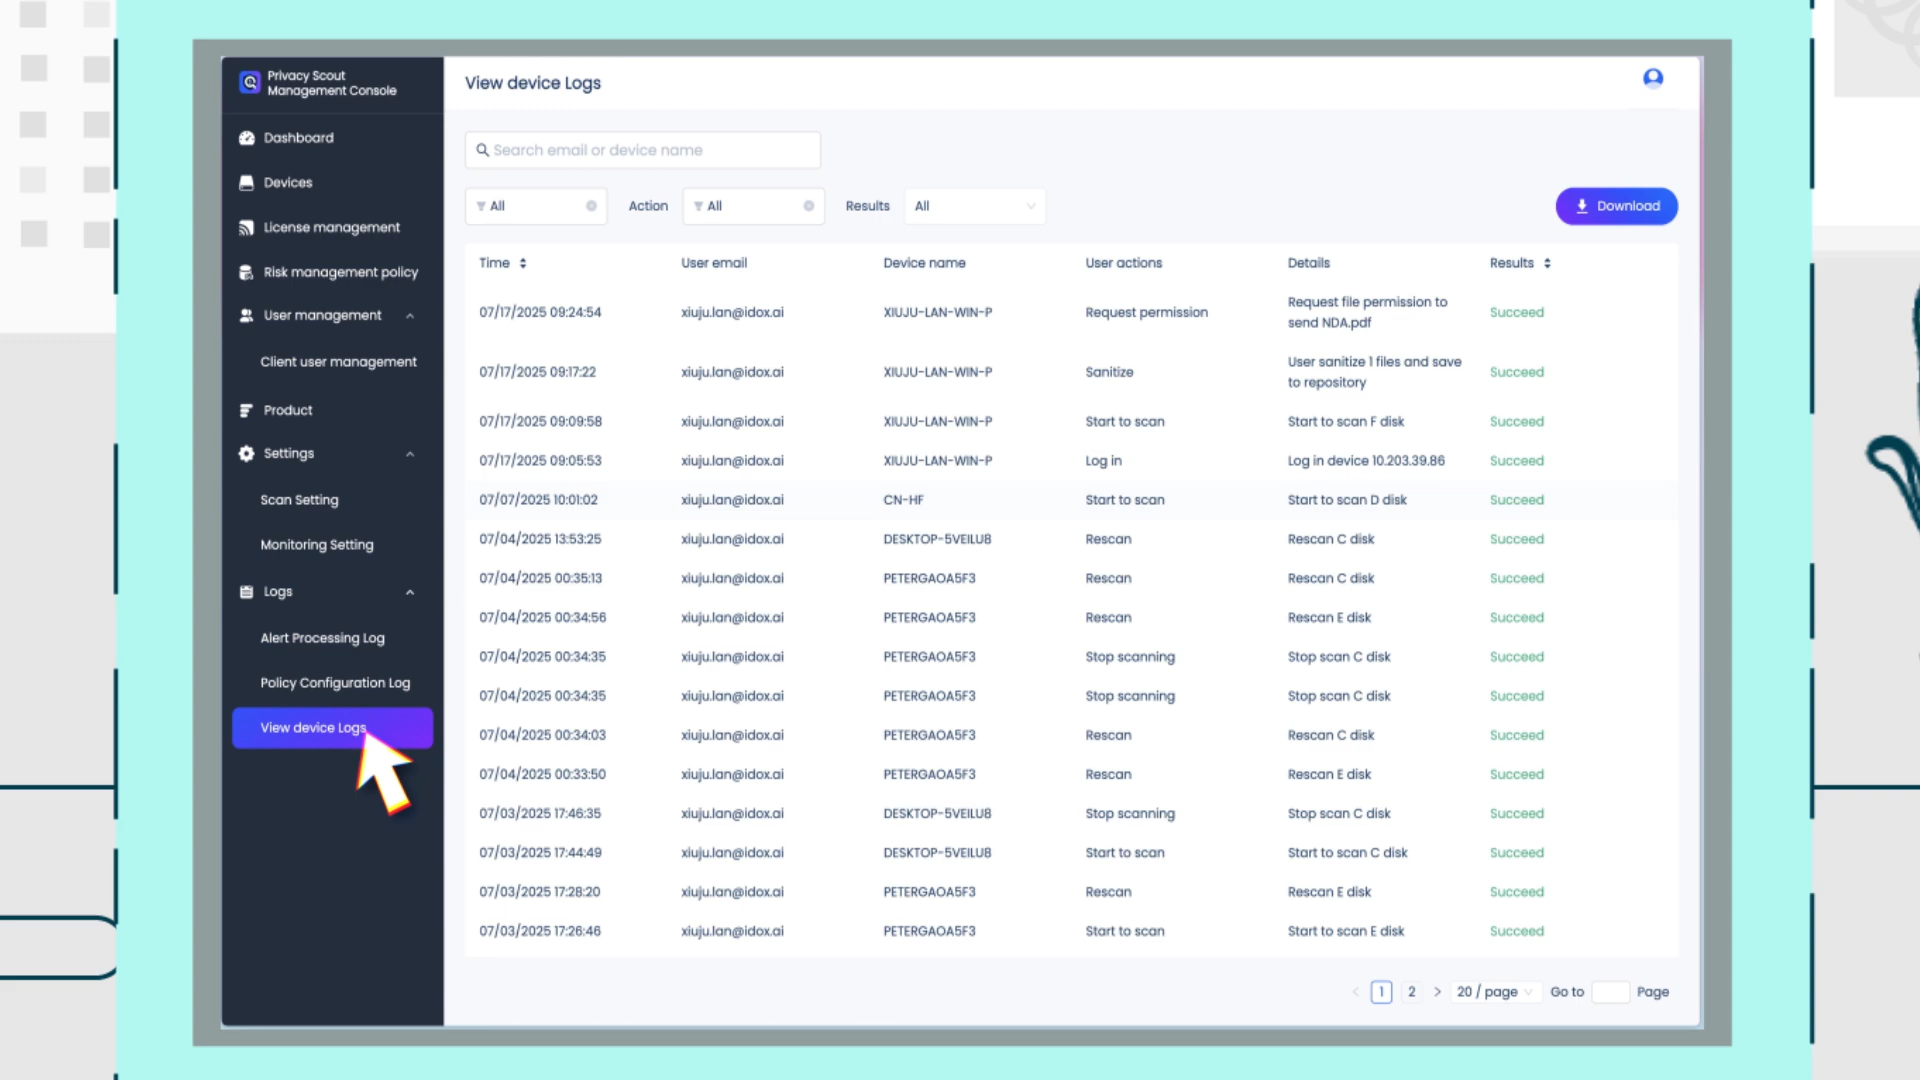 Privacy Scout
Management Console
Dashboard
Devices
License management
Risk management policy
User management
Client user management
Product
Settings
Scan Setting
Monitoring Setting
Logs
Alert Processing Log
Policy Configuration Log
View device Logs
View device Logs
Search email or device name
All Action All Results All Download
Time User email Device name User actions Details Results
07/17/2025 09:24:54 xiuju.lan@idox.ai XIUJU-LAN-WIN-P Request permission Request file permission to send NDA.pdf Succeed
07/17/2025 09:17:22 xiuju.lan@idox.ai XIUJU-LAN-WIN-P Sanitize User sanitize 1 files and save to repository Succeed
07/17/2025 09:09:58 xiuju.lan@idox.ai XIUJU-LAN-WIN-P Start to scan Start to scan F disk Succeed
07/17/2025 09:05:53 xiuju.lan@idox.ai XIUJU-LAN-WIN-P Log in Log in device 10.203.39.86 Succeed
07/07/2025 10:01:02 xiuju.lan@idox.ai CN-HF Start to scan Start to scan D disk Succeed
07/04/2025 13:53:25 xiuju.lan@idox.ai DESKTOP-5VEILU8 Rescan Rescan C disk Succeed
07/04/2025 00:35:13 xiuju.lan@idox.ai PETERGAOA5F3 Rescan Rescan C disk Succeed
07/04/2025 00:34:56 xiuju.lan@idox.ai PETERGAOA5F3 Rescan Rescan E disk Succeed
07/04/2025 00:34:35 xiuju.lan@idox.ai PETERGAOA5F3 Stop scanning Stop scan C disk Succeed
07/04/2025 00:34:35 xiuju.lan@idox.ai PETERGAOA5F3 Stop scanning Stop scan C disk Succeed
07/04/2025 00:34:03 xiuju.lan@idox.ai PETERGAOA5F3 Rescan Rescan C disk Succeed
07/04/2025 00:33:50 xiuju.lan@idox.ai PETERGAOA5F3 Rescan Rescan E disk Succeed
07/03/2025 17:46:35 xiuju.lan@idox.ai DESKTOP-5VEILU8 Stop scanning Stop scan C disk Succeed
07/03/2025 17:44:49 xiuju.lan@idox.ai DESKTOP-5VEILU8 Start to scan Start to scan C disk Succeed
07/03/2025 17:28:20 xiuju.lan@idox.ai PETERGAOA5F3 Rescan Rescan E disk Succeed
07/03/2025 17:26:46 xiuju.lan@idox.ai PETERGAOA5F3 Start to scan Start to scan E disk Succeed
< 1 2 > 20 / page Go to Page